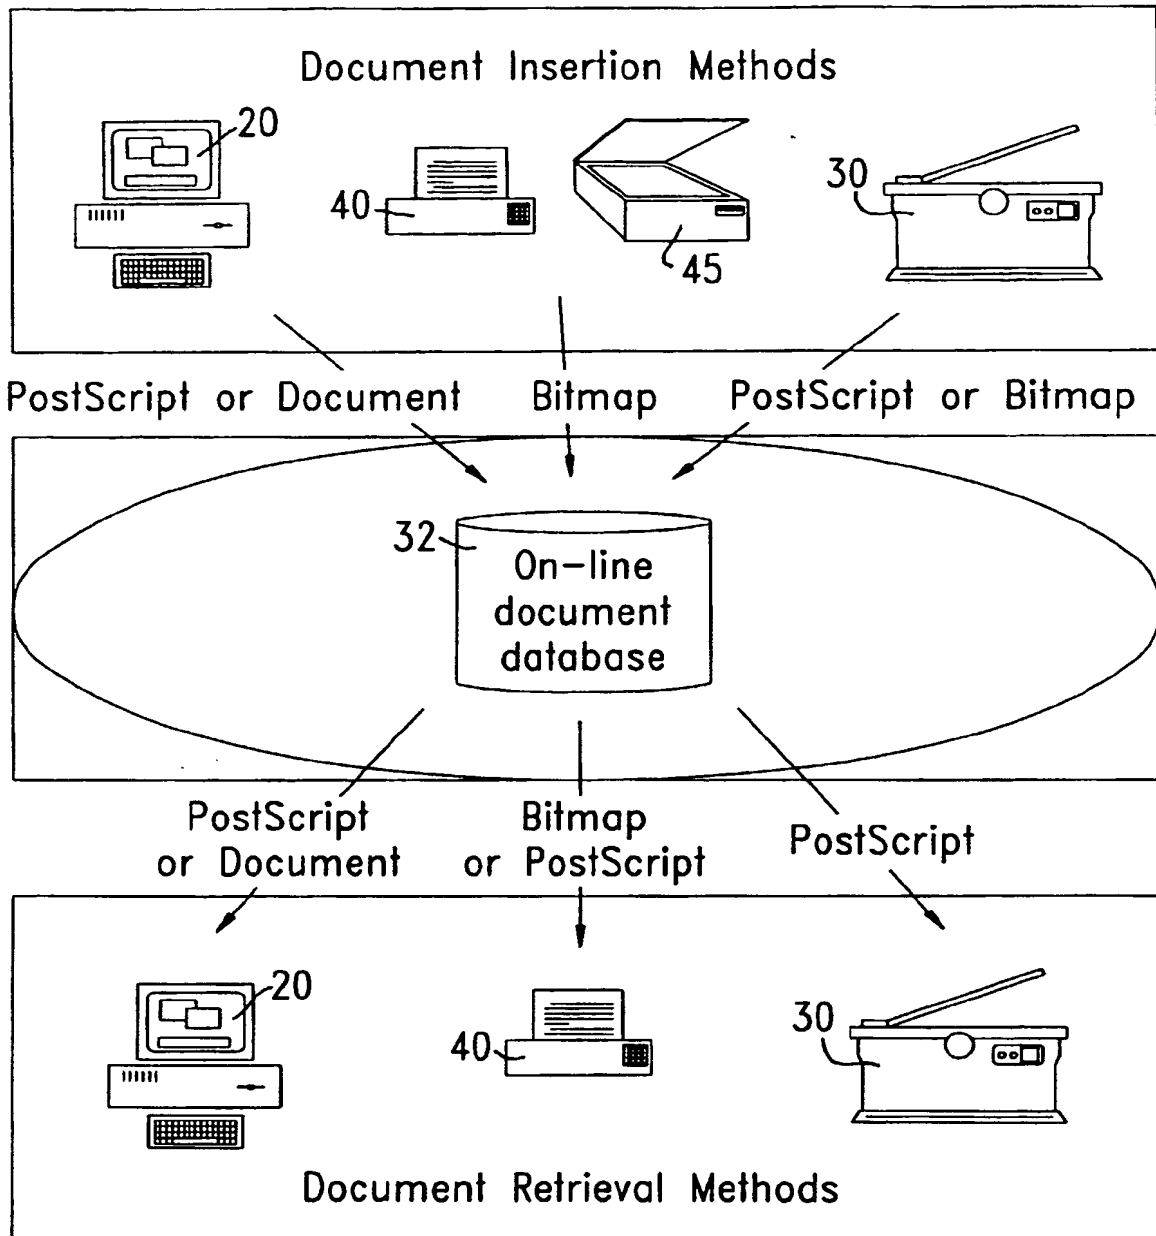 Document Insertion Methods
20
40
45
30
PostScript or Document
Bitmap
PostScript or Bitmap
32
On-line
document
database
PostScript
or Document
Bitmap
or PostScript
PostScript
20
40
30
Document Retrieval Methods